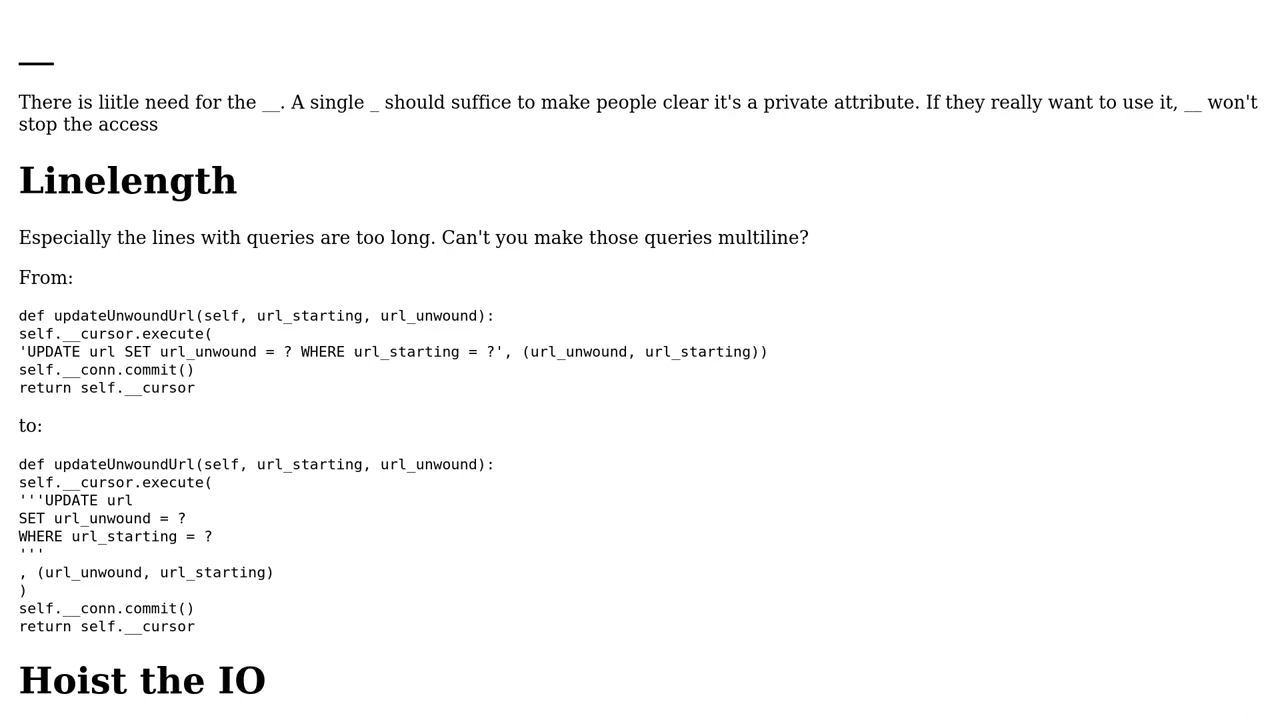 __
There is liitle need for the __. A single _ should suffice to make people clear it's a private attribute. If they really want to use it, __ won't
stop the access
Linelength
Especially the lines with queries are too long. Can't you make those queries multiline?
From:
def updateUnwoundUrl(self, url_starting, url_unwound):
self.__cursor.execute(
'UPDATE url SET url_unwound = ? WHERE url_starting = ?', (url_unwound, url_starting))
self.__conn.commit()
return self.__cursor
to:
def updateUnwoundUrl(self, url_starting, url_unwound):
self.__cursor.execute(
'''UPDATE url
SET url_unwound = ?
WHERE url_starting = ?
'''
, (url_unwound, url_starting)
)
self.__conn.commit()
return self.__cursor
Hoist the IO